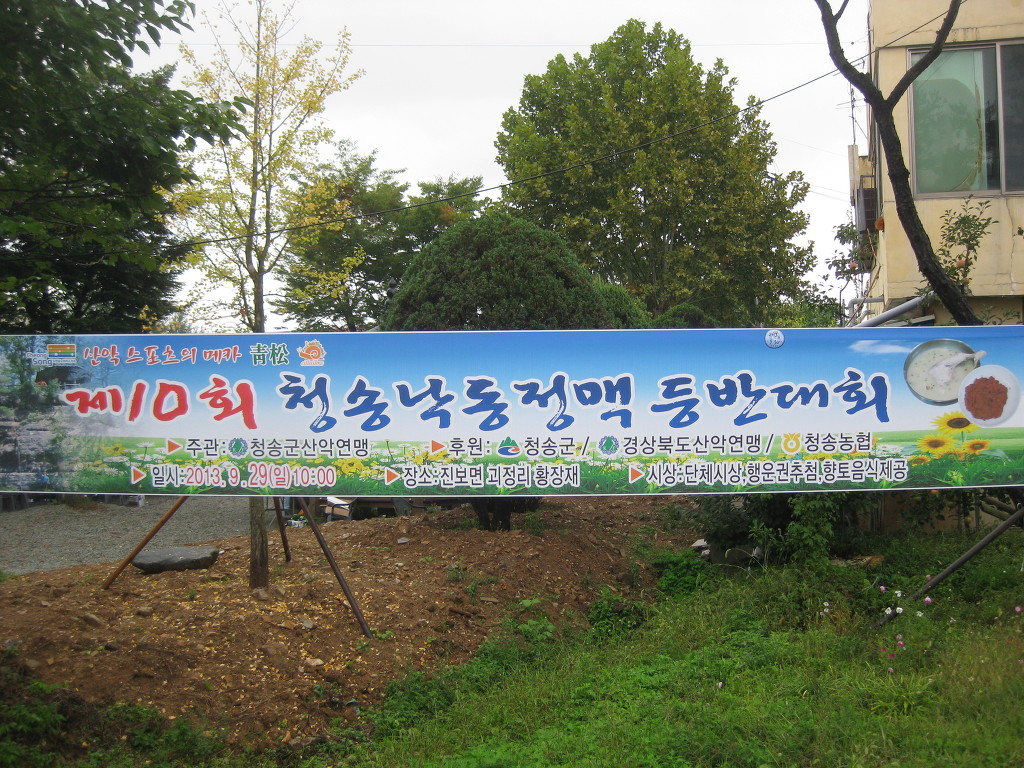 Song
산악 스포츠의 메카 青松
제10회 청송낙동정맥 등반대회
▶주관: 청송군산악연맹 ▶후원: 청송군 / 경상북도산악연맹 / 청송농협
▶일시:2013. 9. 29(일)10:00 ▶장소:진보면 괴정리 황장재 ▶시상:단체시상,행운권추첨,향토음식제공